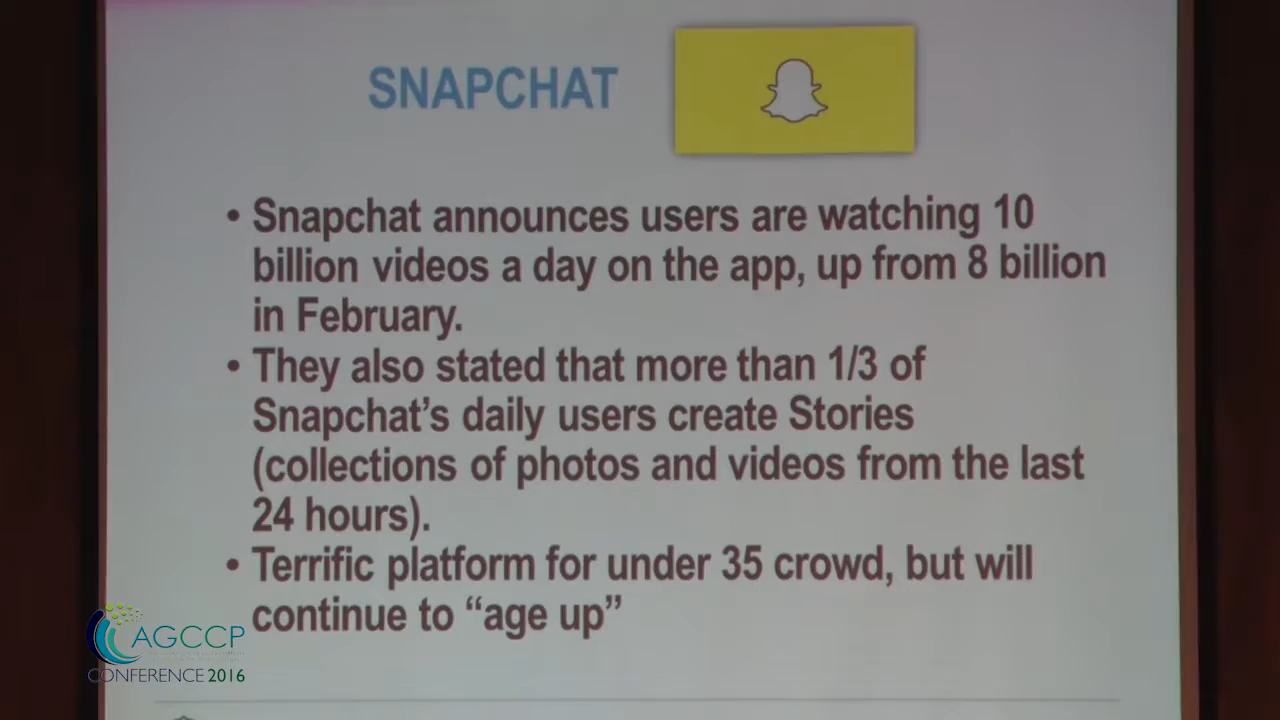 SNAPCHAT
• Snapchat announces users are watching 10
billion videos a day on the app, up from 8 billion
in February.
• They also stated that more than 1/3 of
Snapchat’s daily users create Stories
(collections of photos and videos from the last
24 hours).
• Terrific platform for under 35 crowd, but will
continue to “age up”
AGCCP
CONFERENCE 2016